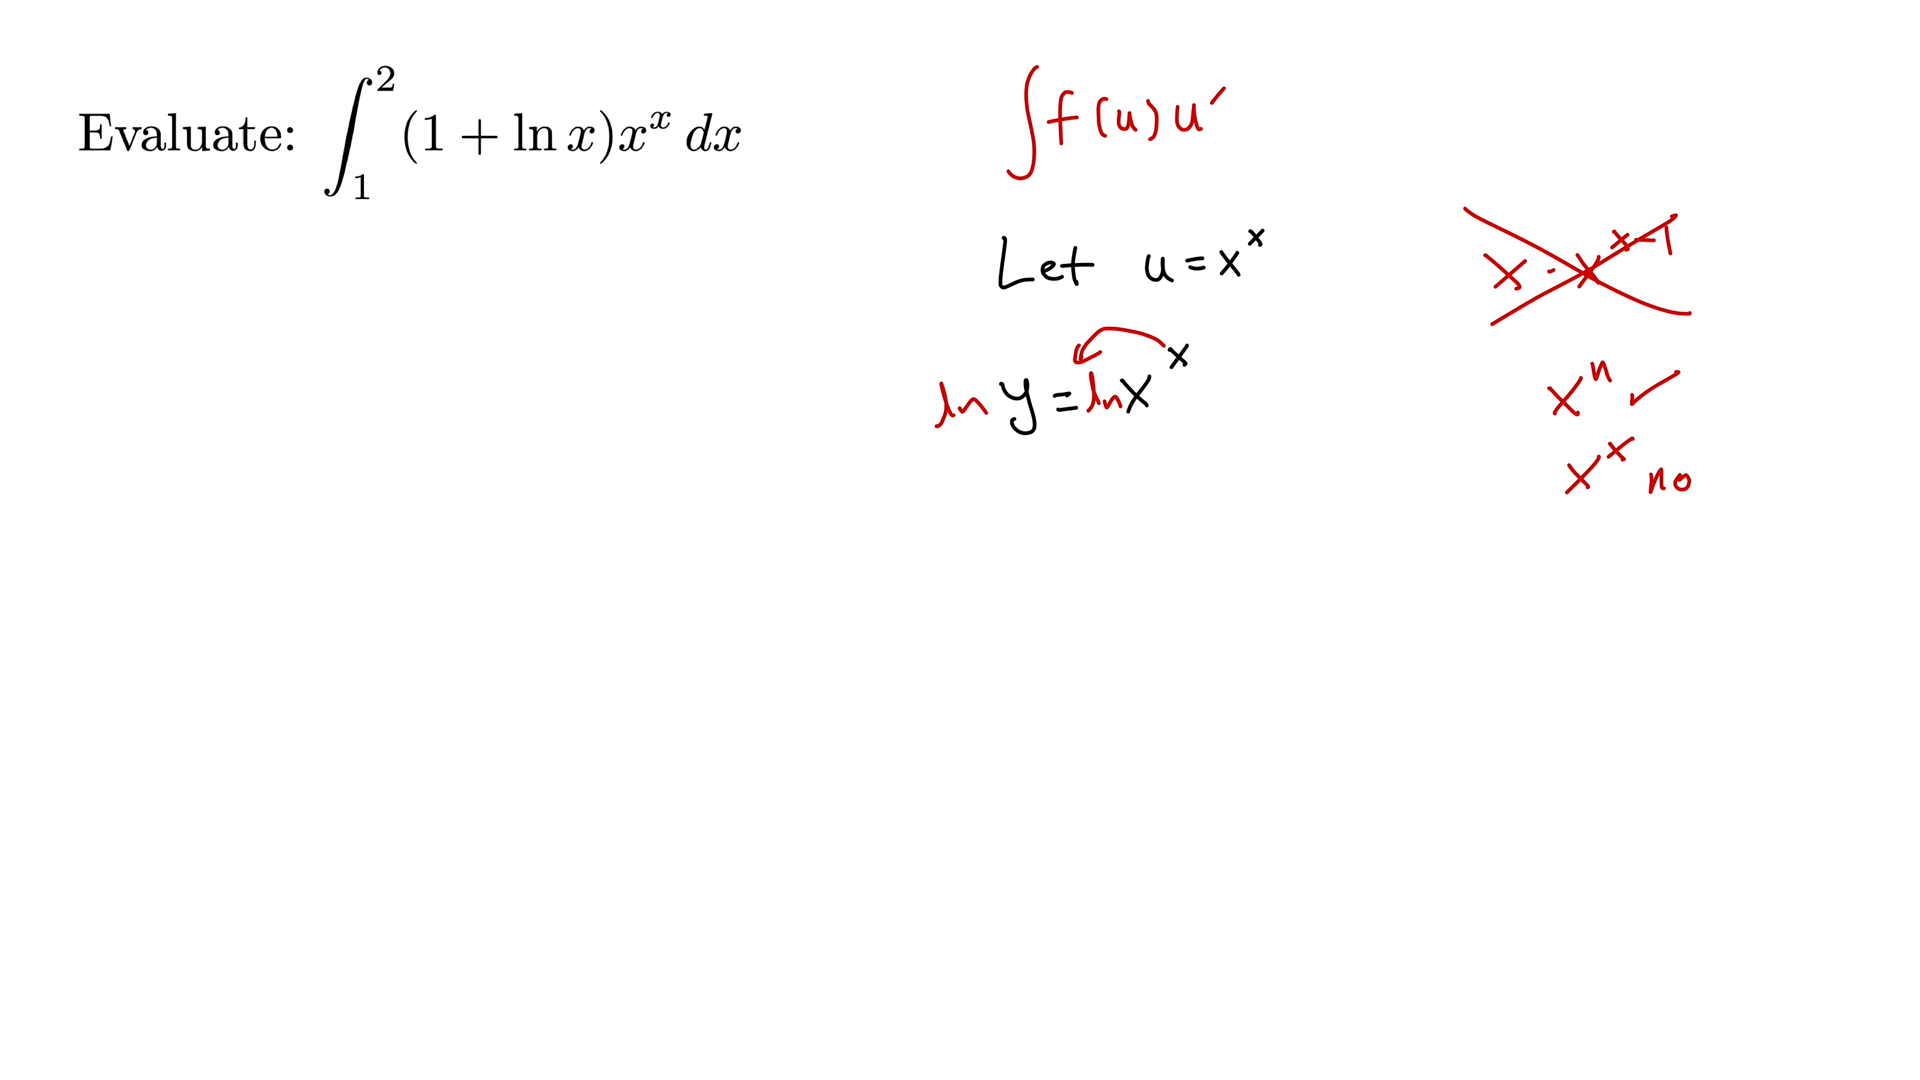 Evaluate: ∫₁² (1 + ln x)xˣ dx
∫f(u)u′
Let u=xˣ
ln y = ln xˣ
x · xˣ⁻¹
xⁿ ✓
xˣ no